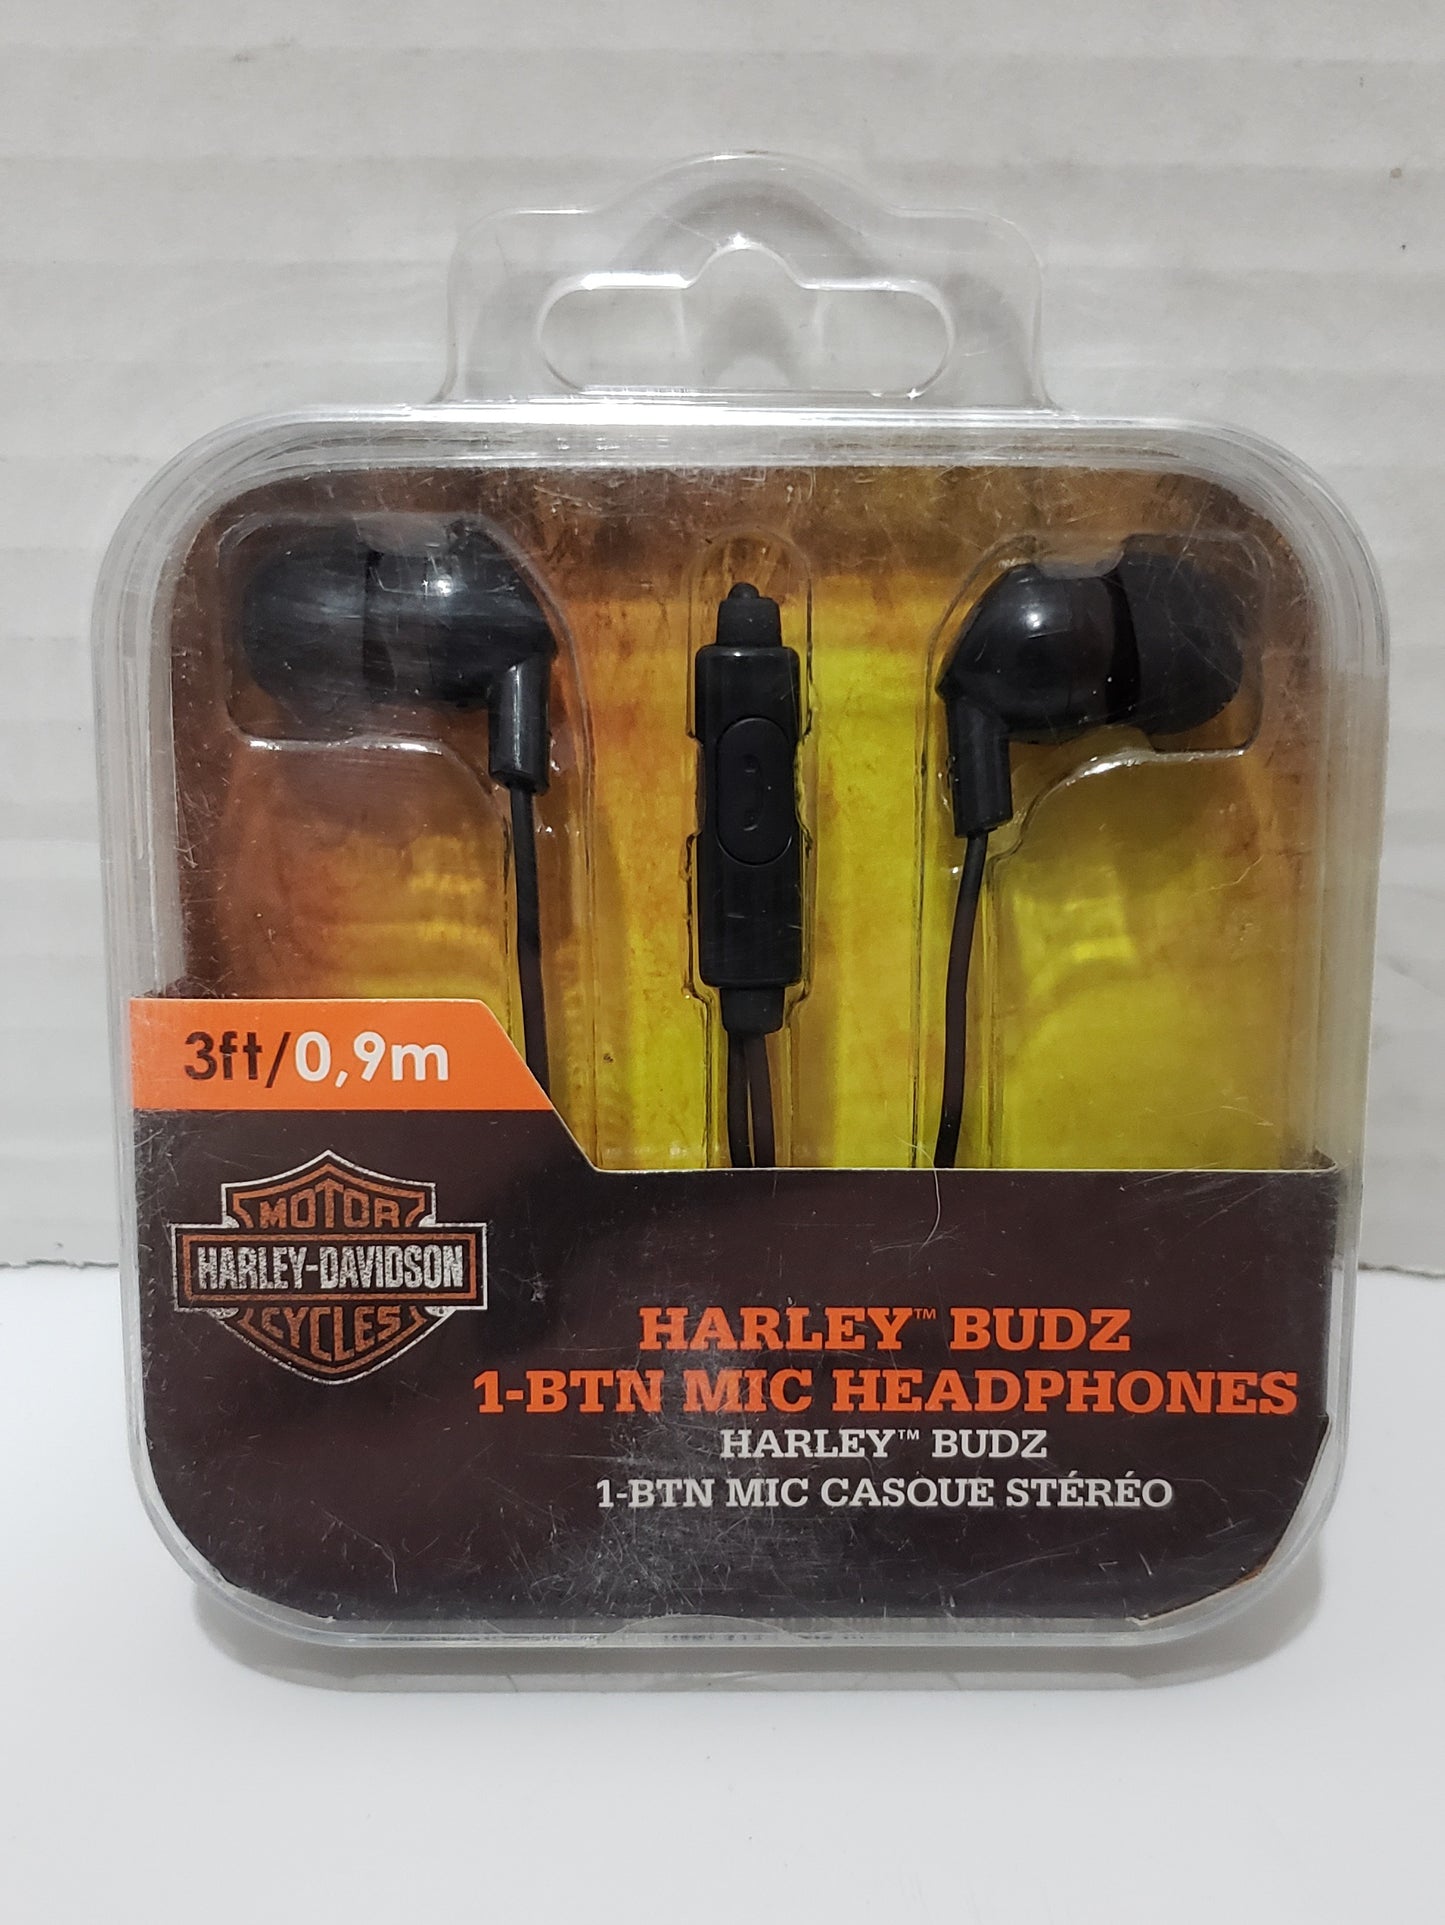 3ft/0,9m
MOTOR
HARLEY-DAVIDSON
CYCLES
HARLEY™ BUDZ
1-BTN MIC HEADPHONES
HARLEY™ BUDZ
1-BTN MIC CASQUE STÉRÉO